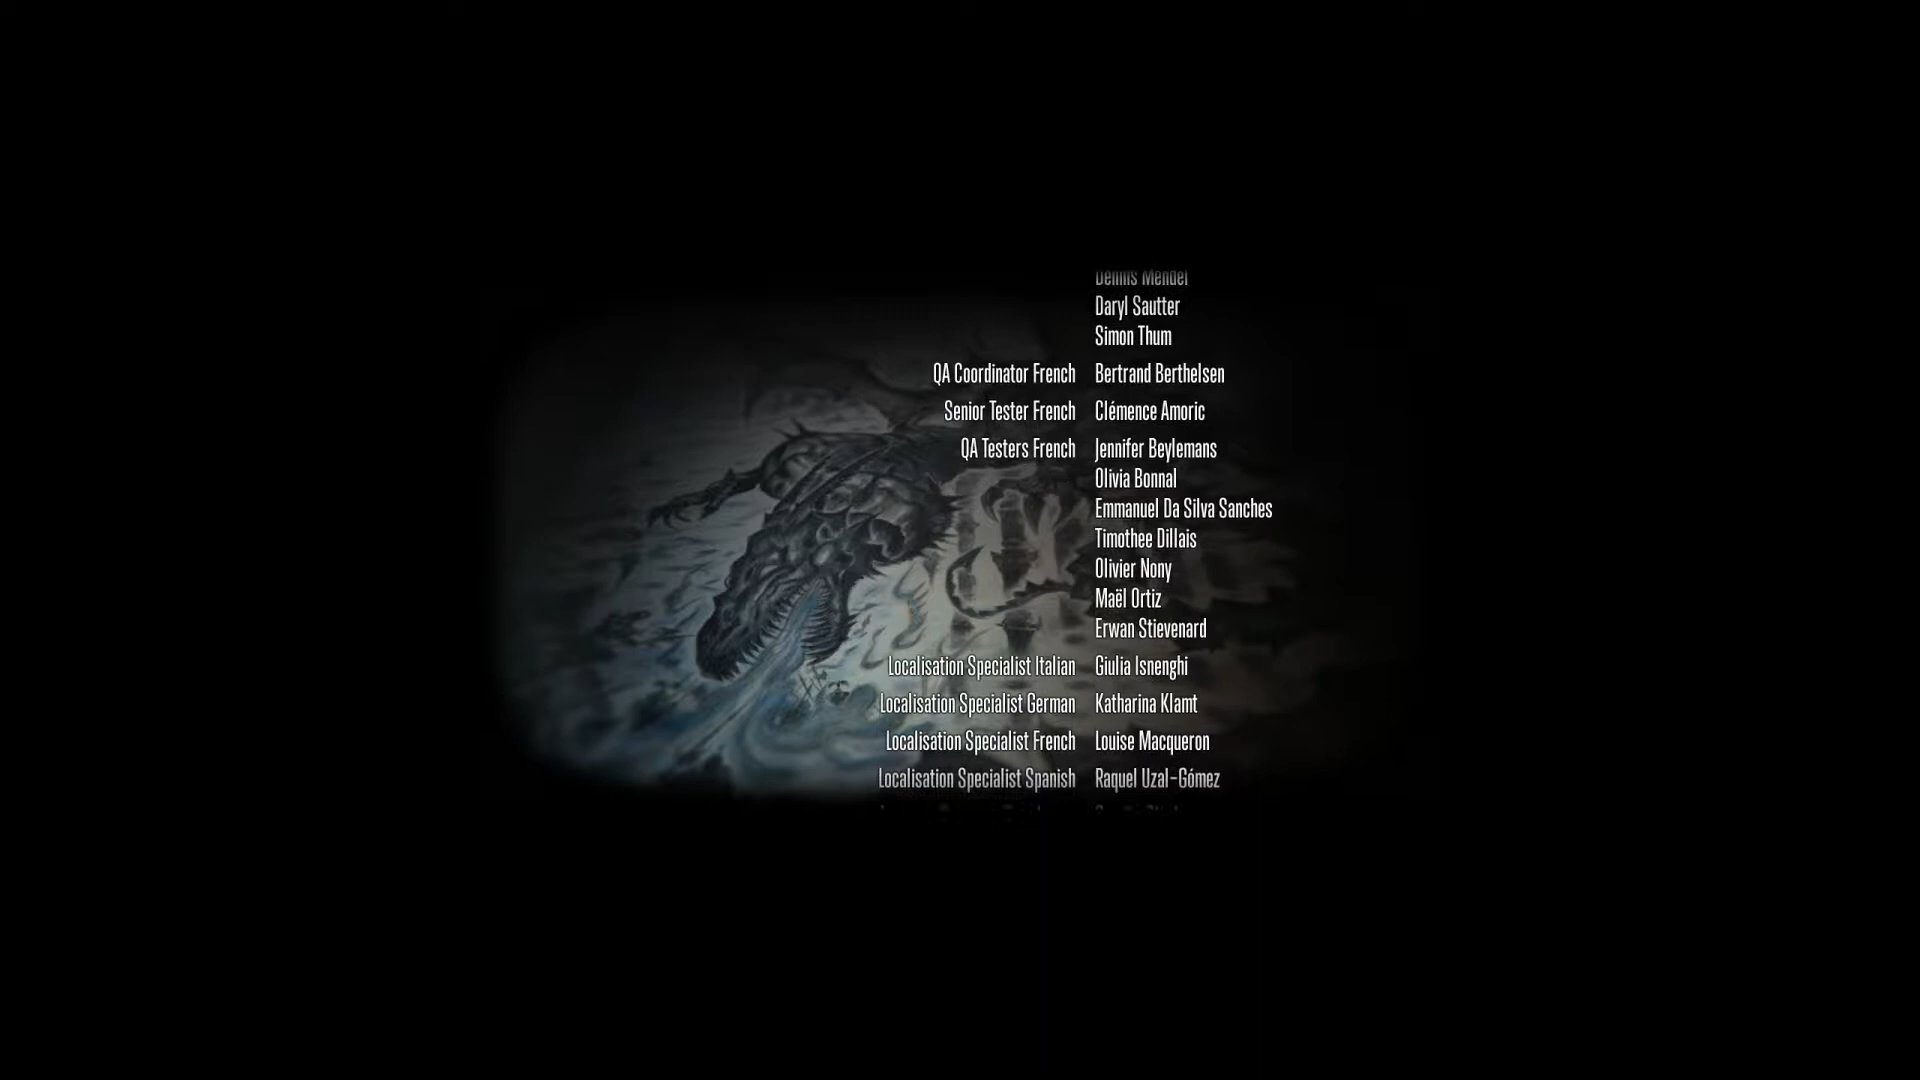 Dennis Mendel
Daryl Sautter
Simon Thum
QA Coordinator French Bertrand Berthelsen
Senior Tester French Clémence Amoric
QA Testers French Jennifer Beylemans
Olivia Bonnal
Emmanuel Da Silva Sanches
Timothee Dillais
Olivier Nony
Maël Ortiz
Erwan Stievenard
Localisation Specialist Italian Giulia Isnenghi
Localisation Specialist German Katharina Klamt
Localisation Specialist French Louise Macqueron
Localisation Specialist Spanish Raquel Uzal-Gómez